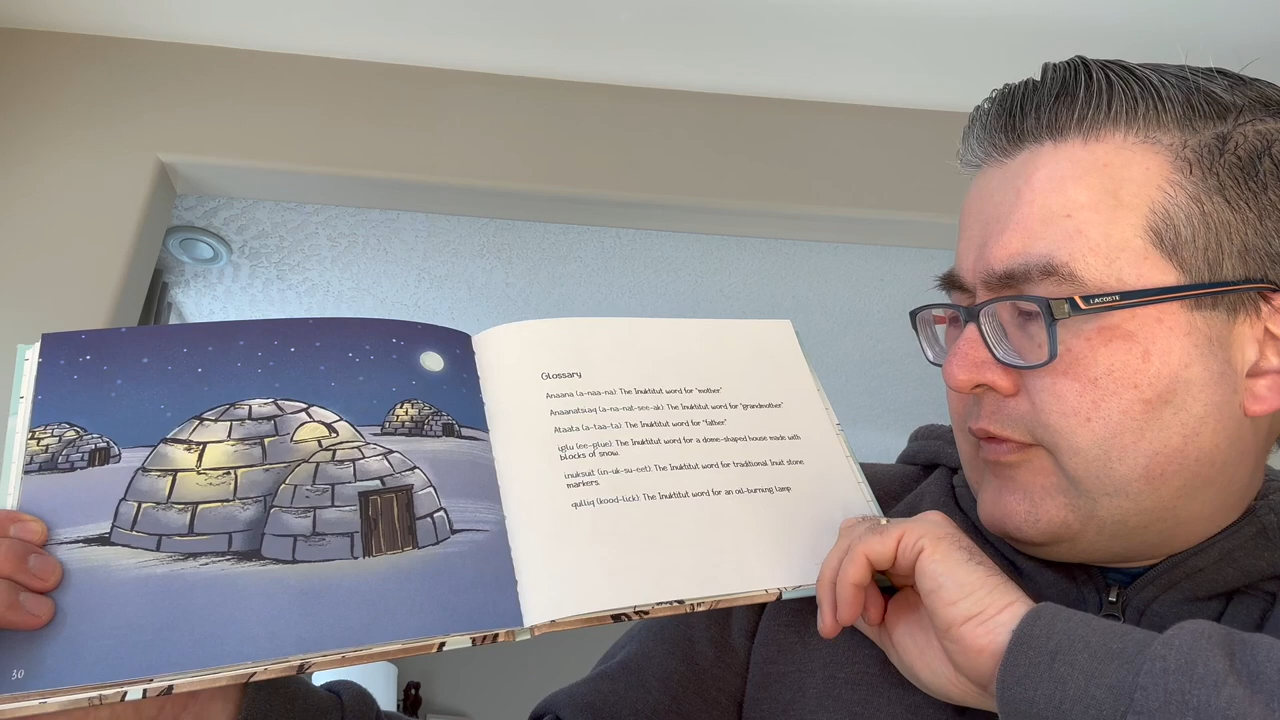 Glossary
Anaana (a-naa-na): The Inuktitut word for "mother."
Anaanatsiaq (a-na-nat-see-ak): The Inuktitut word for "grandmother."
Ataata (a-taa-ta): The Inuktitut word for "father."
iglu (ee-glue): The Inuktitut word for a dome-shaped house made with
blocks of snow.
inuksuit (in-uk-su-eet): The Inuktitut word for traditional Inuit stone
markers.
qulliq (kood-lick): The Inuktitut word for an oil-burning lamp
30
LACOSTE